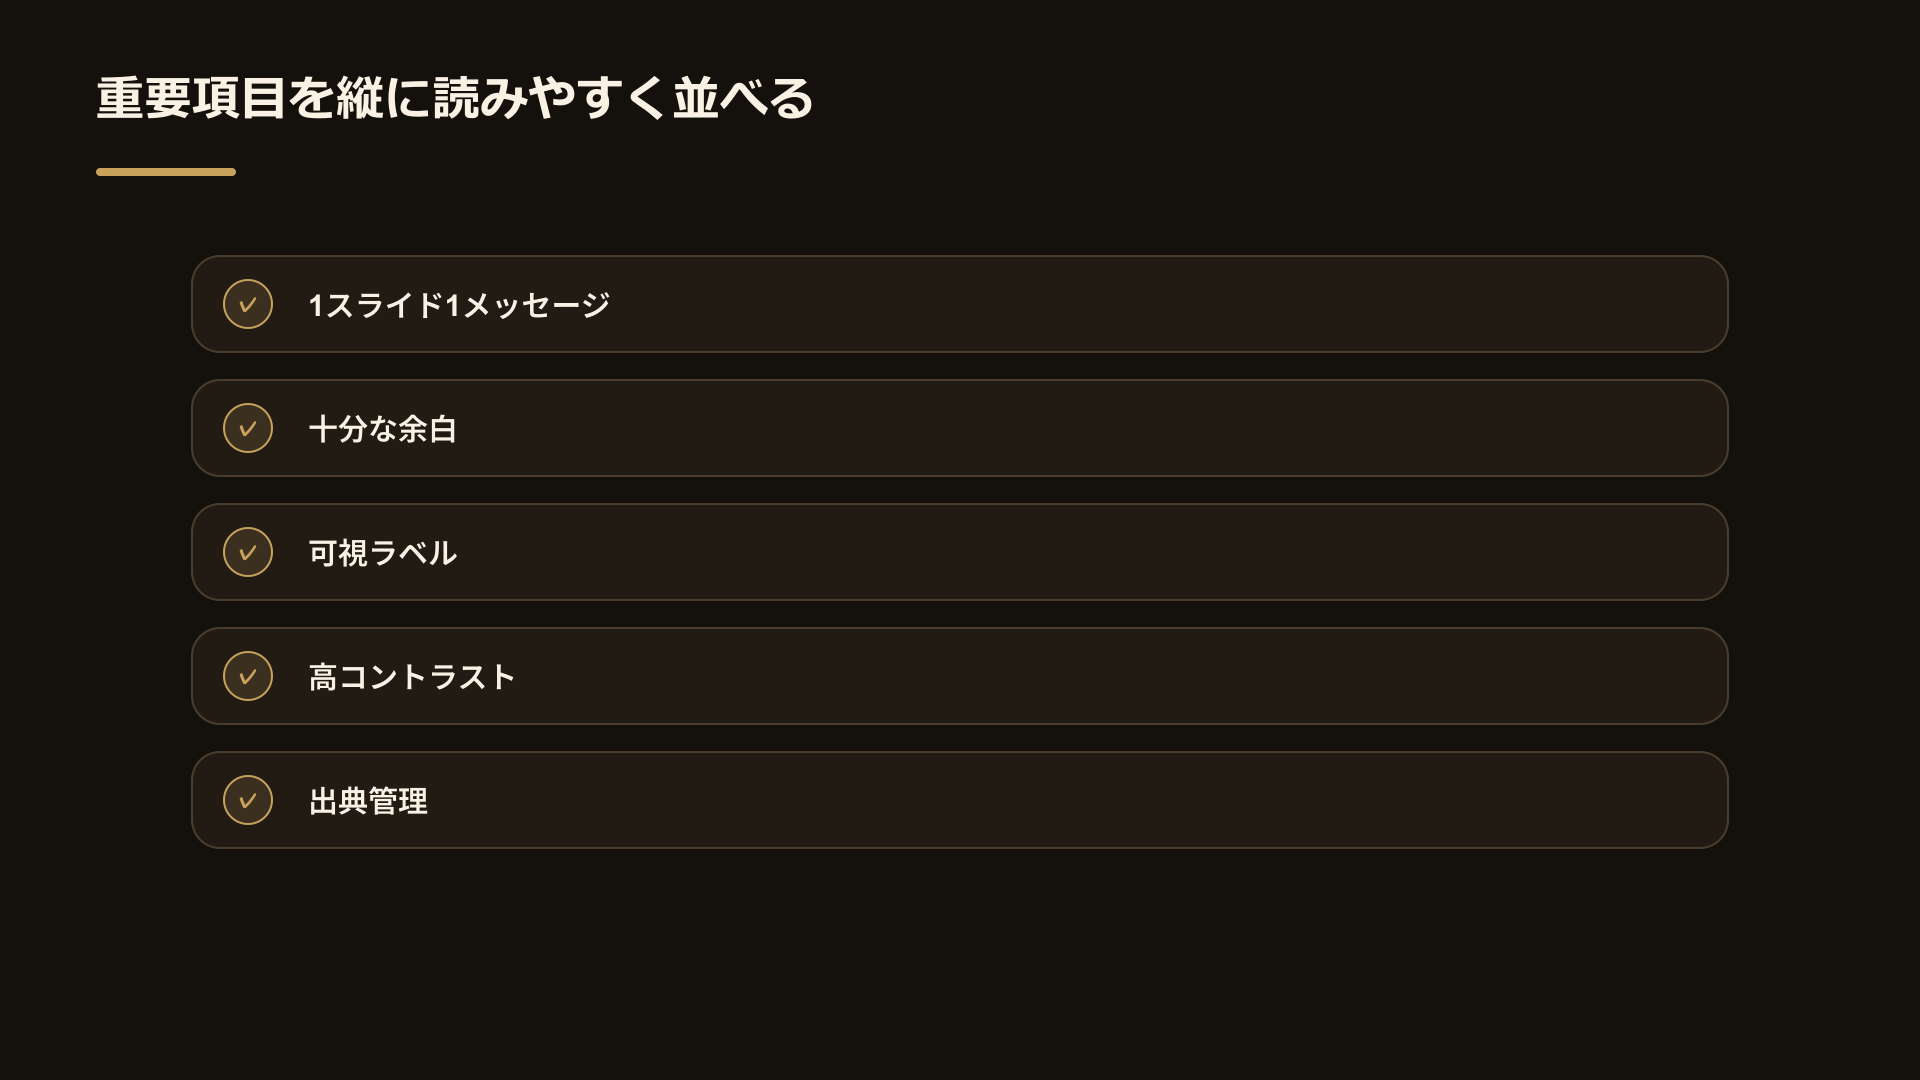 重要項目を縦に読みやすく並べる
✓ 1スライド1メッセージ
✓ 十分な余白
✓ 可視ラベル
✓ 高コントラスト
✓ 出典管理